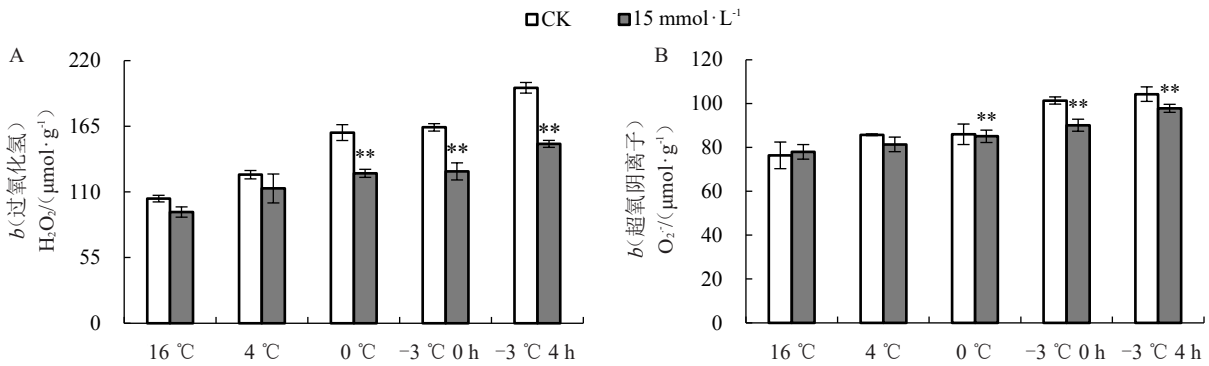 CK 15 mmol·L⁻¹
A
b(过氧化氢)
H₂O₂/(μmol·g⁻¹)
220
165
110
55
0
** ** **
16 ℃ 4 ℃ 0 ℃ −3 ℃ 0 h −3 ℃ 4 h
B
b(超氧阴离子)
O₂·⁻/(μmol·g⁻¹)
120
100
80
60
40
20
0
** ** **
16 ℃ 4 ℃ 0 ℃ −3 ℃ 0 h −3 ℃ 4 h